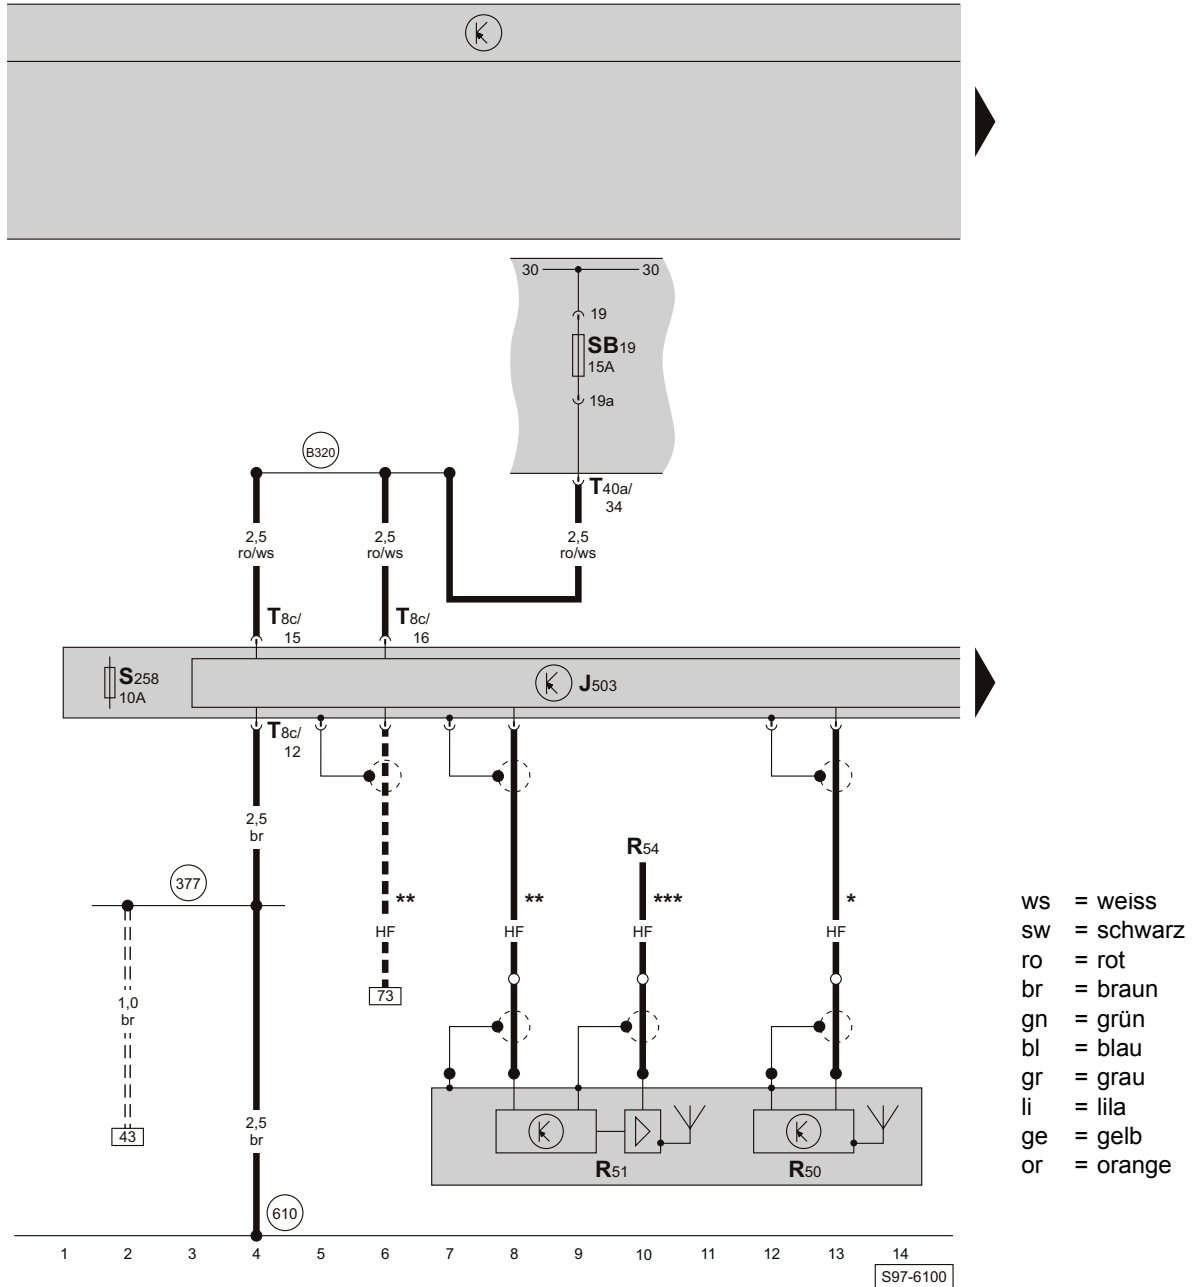 30 30
19
SB19
15A
19a
B320
T40a/
34
2,5
ro/ws
2,5
ro/ws
2,5
ro/ws
T8c/
15
T8c/
16
S258
10A
J503
T8c/
12
2,5
br
R54
377
** ** *** *
HF HF HF HF
73
1,0
br
43
2,5
br
R51 R50
610
1 2 3 4 5 6 7 8 9 10 11 12 13 14
S97-6100
ws = weiss
sw = schwarz
ro = rot
br = braun
gn = grün
bl = blau
gr = grau
li = lila
ge = gelb
or = orange